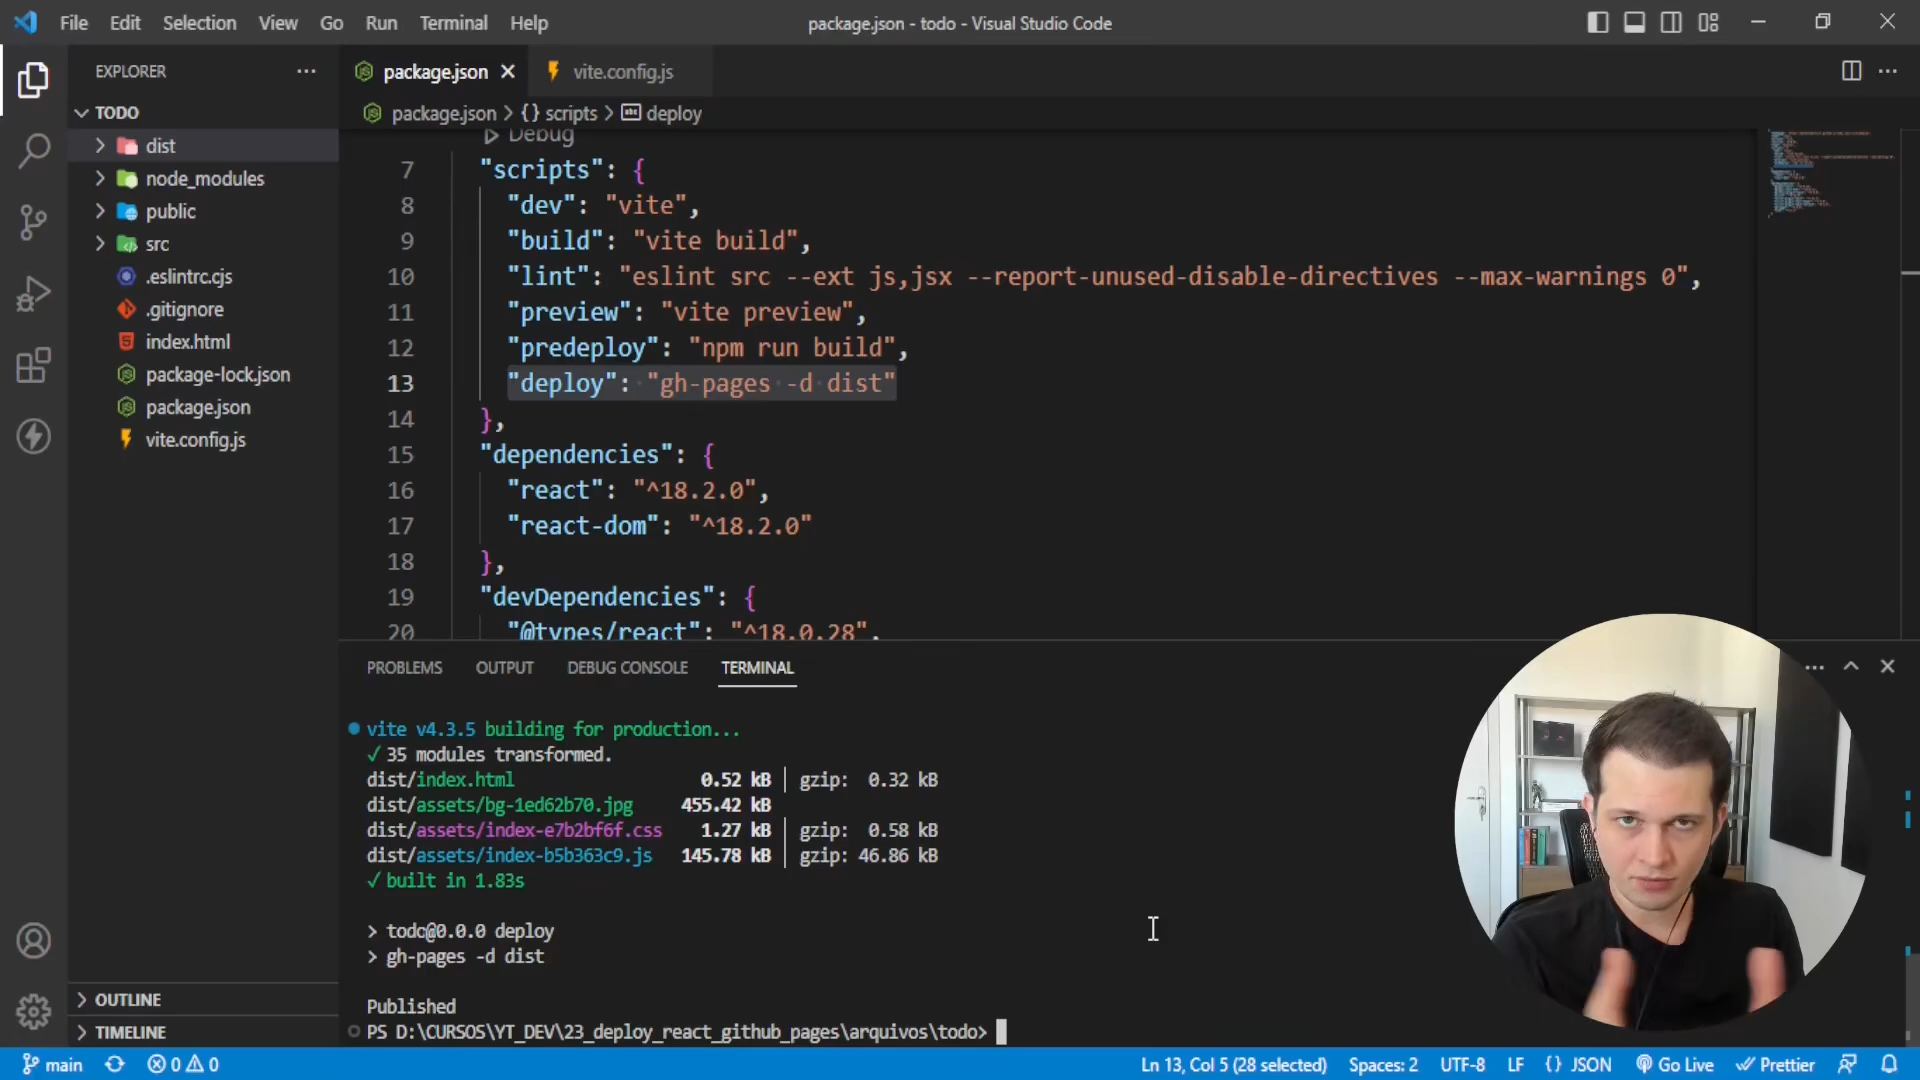 File Edit Selection View Go Run Terminal Help
package.json - todo - Visual Studio Code
EXPLORER
TODO
dist
node_modules
public
src
.eslintrc.cjs
.gitignore
index.html
package-lock.json
package.json
vite.config.js
OUTLINE
TIMELINE
package.json vite.config.js
package.json > {} scripts > abc deploy
Debug
7 "scripts": {
8 "dev": "vite",
9 "build": "vite build",
10 "lint": "eslint src --ext js,jsx --report-unused-disable-directives --max-warnings 0",
11 "preview": "vite preview",
12 "predeploy": "npm run build",
13 "deploy": "gh-pages -d dist"
14 },
15 "dependencies": {
16 "react": "^18.2.0",
17 "react-dom": "^18.2.0"
18 },
19 "devDependencies": {
20 "@types/react": "^18.0.28",
PROBLEMS OUTPUT DEBUG CONSOLE TERMINAL
vite v4.3.5 building for production...
✓ 35 modules transformed.
dist/index.html 0.52 kB │ gzip: 0.32 kB
dist/assets/bg-1ed62b70.jpg 455.42 kB
dist/assets/index-e7b2bf6f.css 1.27 kB │ gzip: 0.58 kB
dist/assets/index-b5b363c9.js 145.78 kB │ gzip: 46.86 kB
✓ built in 1.83s
> todo@0.0.0 deploy
> gh-pages -d dist
Published
PS D:\CURSOS\YT_DEV\23_deploy_react_github_pages\arquivos\todo>
main 0 0 Ln 13, Col 5 (28 selected) Spaces: 2 UTF-8 LF {} JSON Go Live Prettier